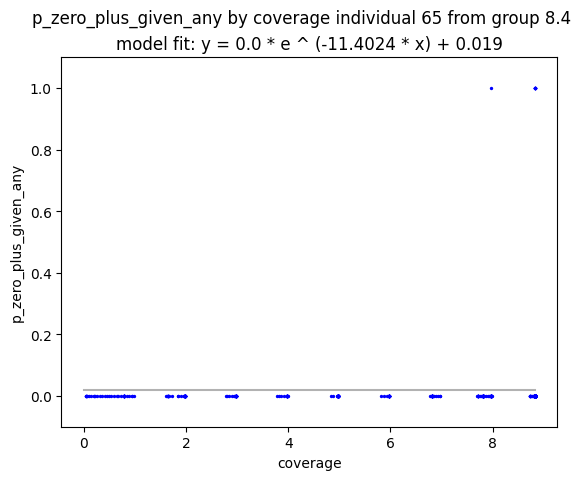 p_zero_plus_given_any by coverage individual 65 from group 8.4
model fit: y = 0.0 * e ^ (-11.4024 * x) + 0.019
1.0
0.8
0.6
0.4
0.2
0.0
p_zero_plus_given_any
0 2 4 6 8
coverage